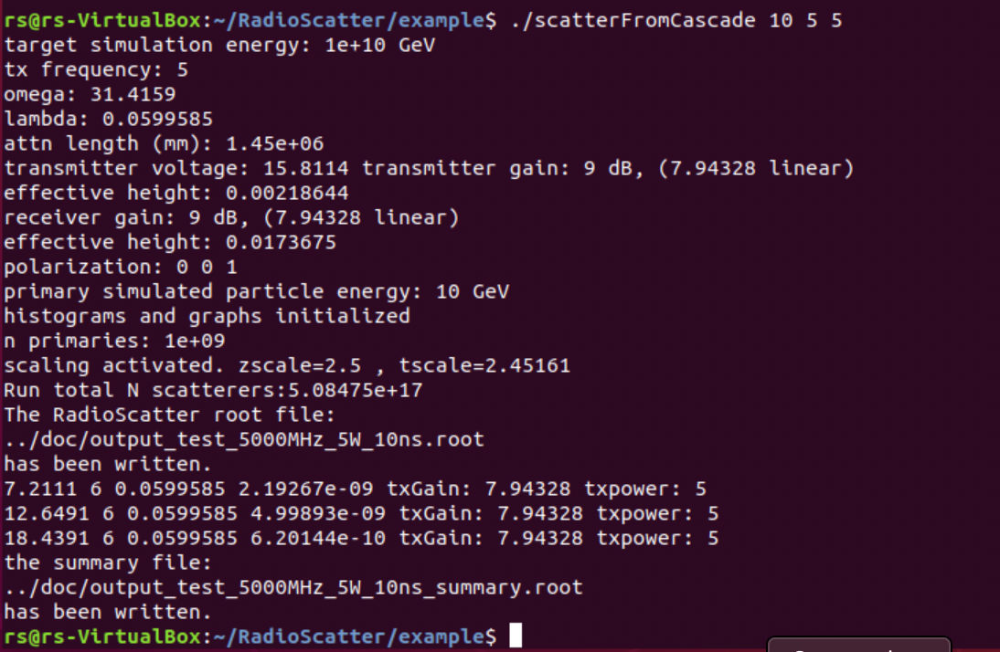 rs@rs-VirtualBox:~/RadioScatter/example$ ./scatterFromCascade 10 5 5
target simulation energy: 1e+10 GeV
tx frequency: 5
omega: 31.4159
lambda: 0.0599585
attn length (mm): 1.45e+06
transmitter voltage: 15.8114 transmitter gain: 9 dB, (7.94328 linear)
effective height: 0.00218644
receiver gain: 9 dB, (7.94328 linear)
effective height: 0.0173675
polarization: 0 0 1
primary simulated particle energy: 10 GeV
histograms and graphs initialized
n primaries: 1e+09
scaling activated. zscale=2.5 , tscale=2.45161
Run total N scatterers:5.08475e+17
The RadioScatter root file:
../doc/output_test_5000MHz_5W_10ns.root
has been written.
7.2111 6 0.0599585 2.19267e-09 txGain: 7.94328 txpower: 5
12.6491 6 0.0599585 4.99893e-09 txGain: 7.94328 txpower: 5
18.4391 6 0.0599585 6.20144e-10 txGain: 7.94328 txpower: 5
the summary file:
../doc/output_test_5000MHz_5W_10ns_summary.root
has been written.
rs@rs-VirtualBox:~/RadioScatter/example$